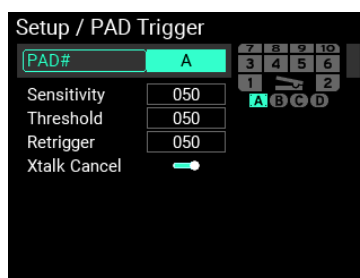 Setup / PAD Trigger
PAD# A
7 8 9 10
3 4 5 6
1 2
A B C D
Sensitivity 050
Threshold 050
Retrigger 050
Xtalk Cancel